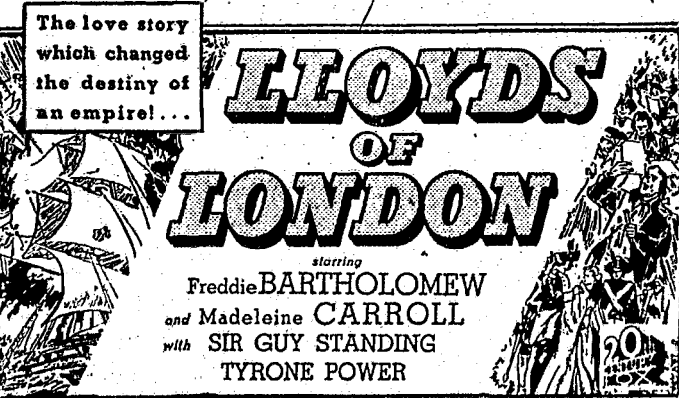 The love story
which changed
the destiny of
an empire!...
LLOYDS
OF
LONDON
starring
Freddie BARTHOLOMEW
and Madeleine CARROLL
with SIR GUY STANDING
TYRONE POWER
20